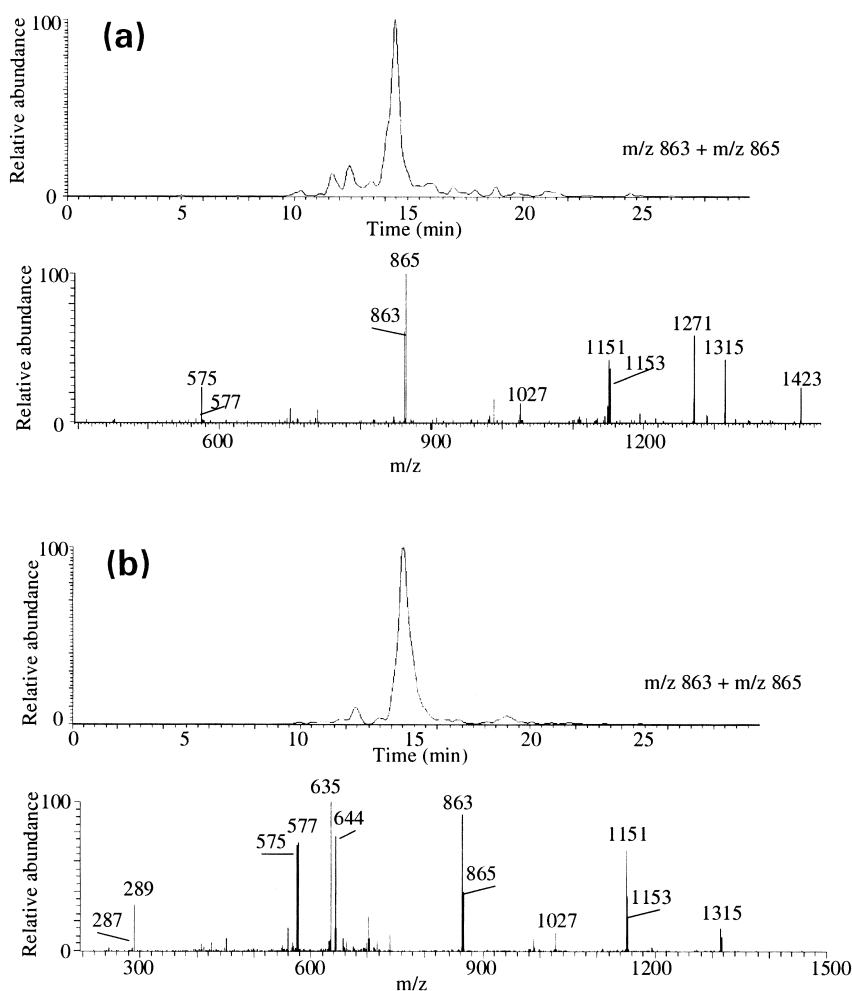 (a)
Relative abundance
100
0
m/z 863 + m/z 865
0 5 10 15 20 25
Time (min)
Relative abundance
100
0
865
863
575
577
1027
1151
1153
1271
1315
1423
600 900 1200
m/z
(b)
Relative abundance
100
0
m/z 863 + m/z 865
0 5 10 15 20 25
Time (min)
Relative abundance
100
0
287
289
575
577
635
644
863
865
1027
1151
1153
1315
300 600 900 1200 1500
m/z